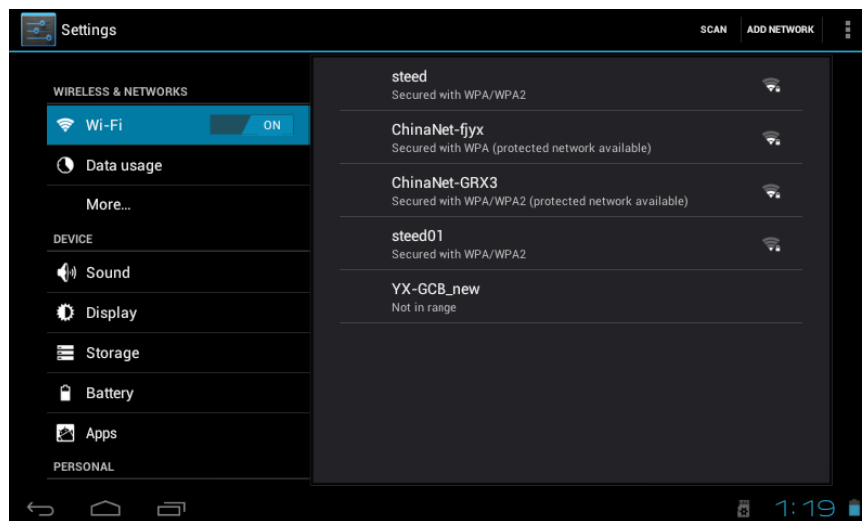 Settings
SCAN
ADD NETWORK
WIRELESS & NETWORKS
Wi-Fi
ON
Data usage
More...
DEVICE
Sound
Display
Storage
Battery
Apps
PERSONAL
steed
Secured with WPA/WPA2
ChinaNet-fjyx
Secured with WPA (protected network available)
ChinaNet-GRX3
Secured with WPA/WPA2 (protected network available)
steed01
Secured with WPA/WPA2
YX-GCB_new
Not in range
1:19